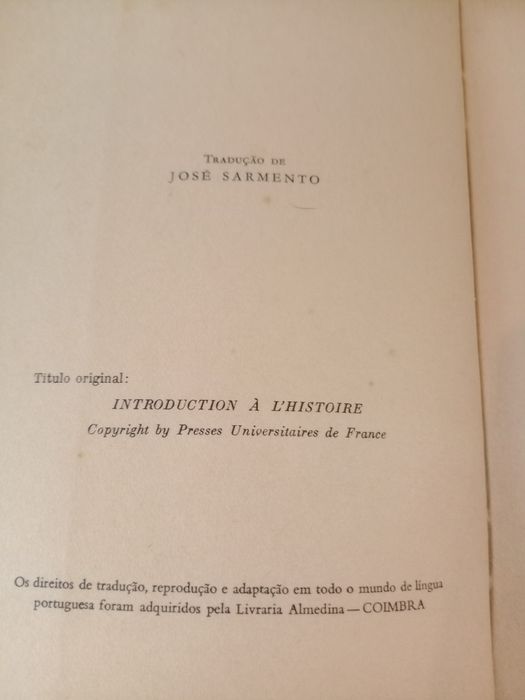 TRADUÇÃO DE
JOSÉ SARMENTO
Título original:
INTRODUCTION À L'HISTOIRE
Copyright by Presses Universitaires de France
Os direitos de tradução, reprodução e adaptação em todo o mundo de língua
portuguesa foram adquiridos pela Livraria Almedina — COIMBRA